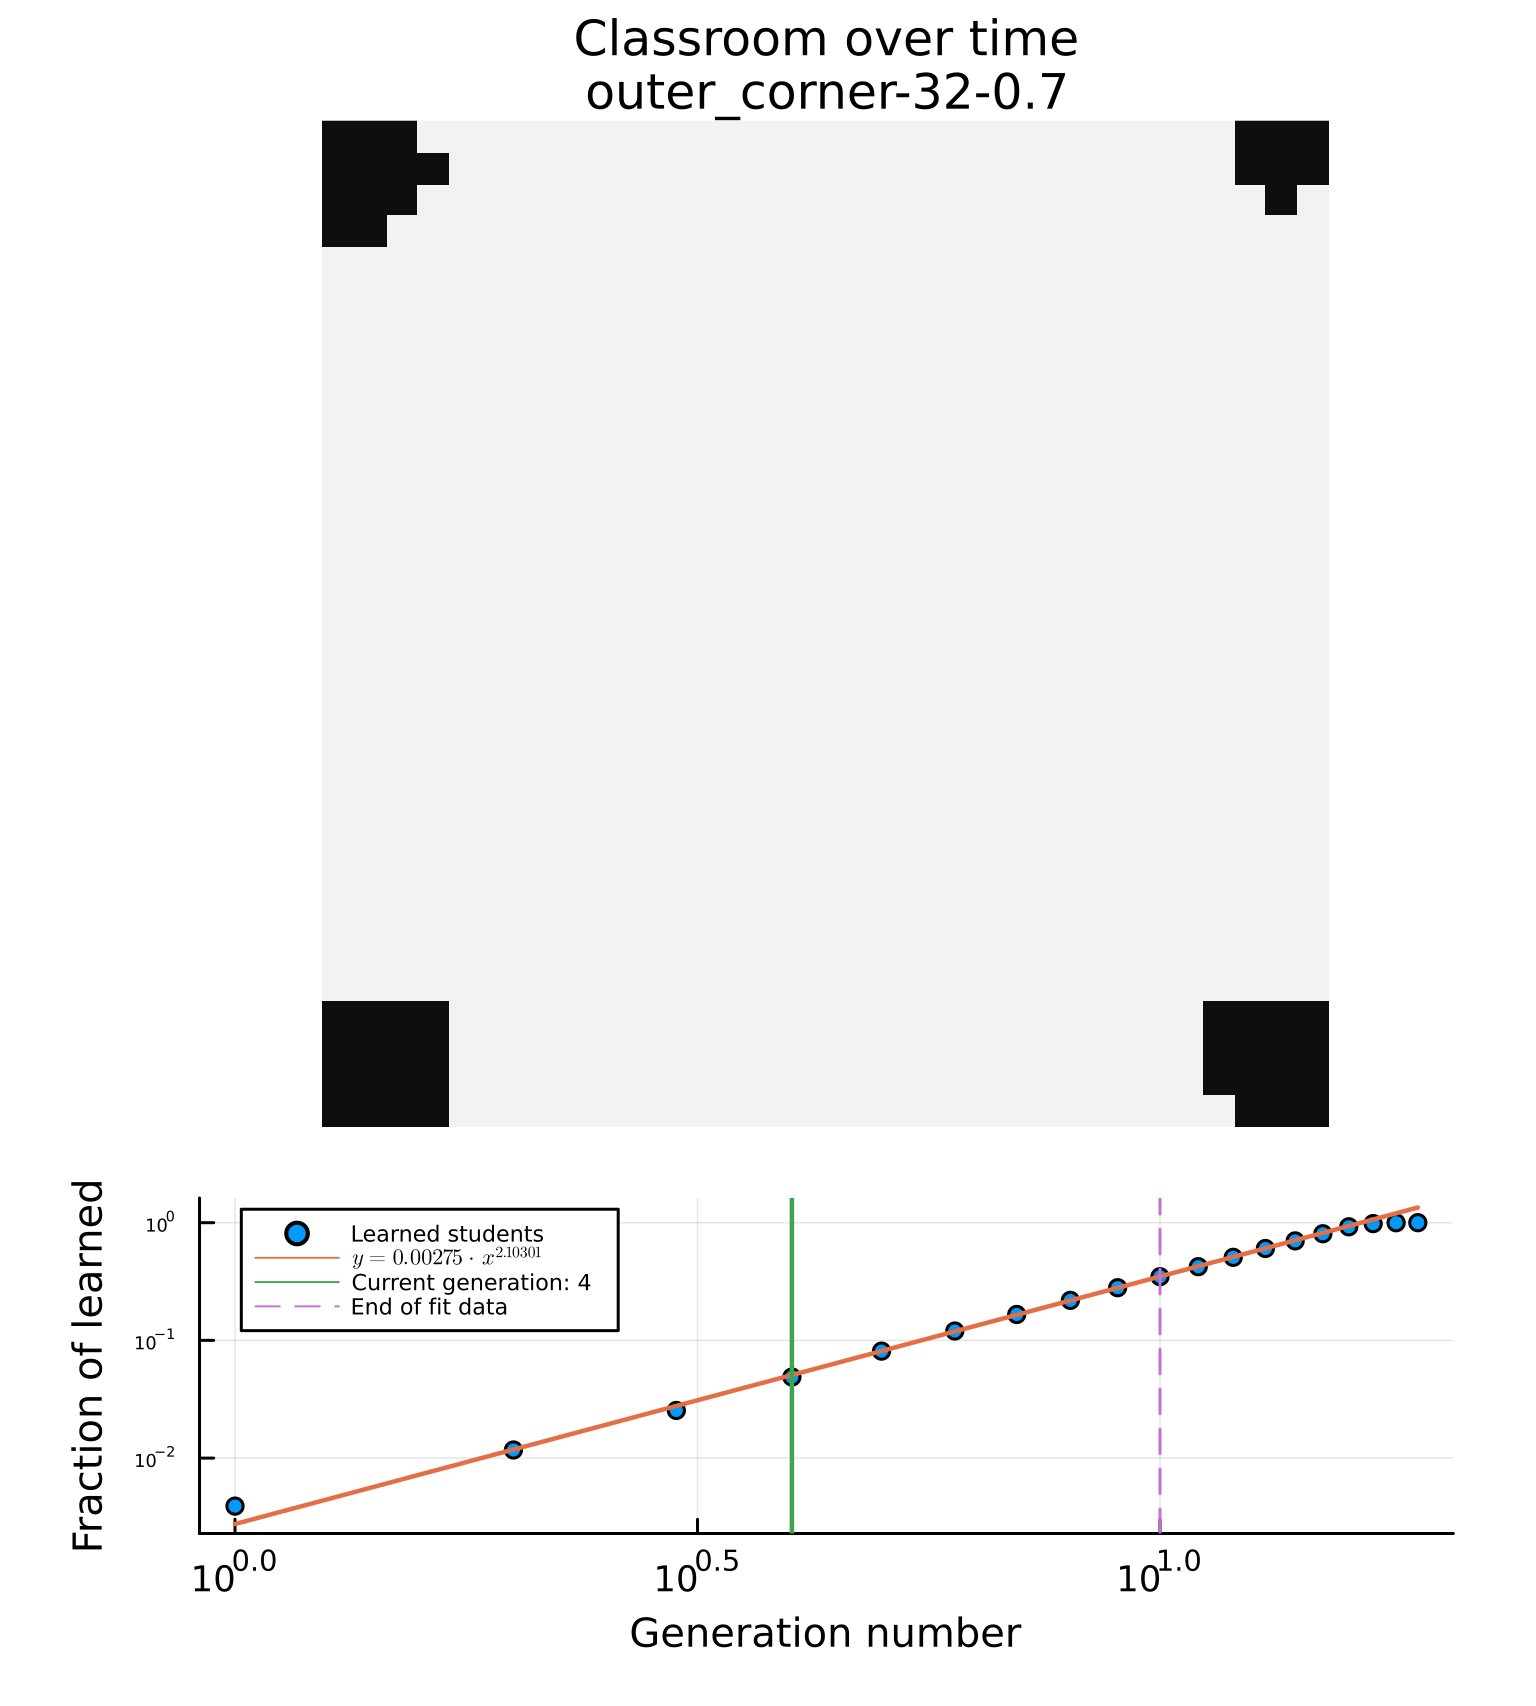 Classroom over time
outer_corner-32-0.7
Fraction of learned
10^0
10^−1
10^−2
Learned students
y = 0.00275 · x^2.10301
Current generation: 4
End of fit data
10^0.0 10^0.5 10^1.0
Generation number